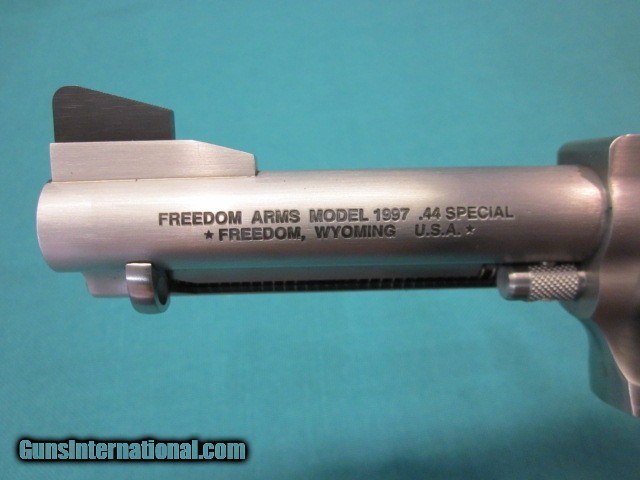 FREEDOM ARMS MODEL 1997 .44 SPECIAL
★ FREEDOM, WYOMING U.S.A. ★
GunsInternational.com